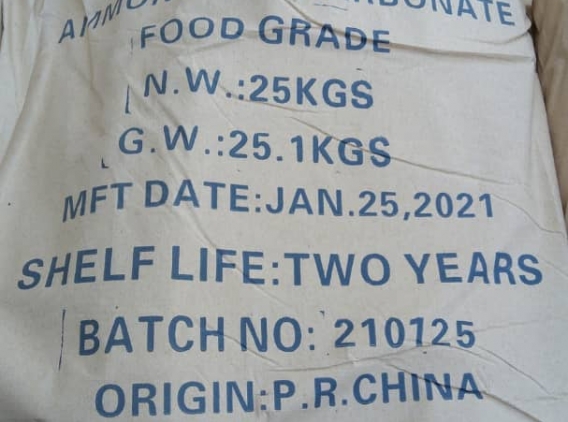 FOOD GRADE
N.W.:25KGS
G.W.:25.1KGS
MFT DATE:JAN.25,2021
SHELF LIFE:TWO YEARS
BATCH NO: 210125
ORIGIN:P.R.CHINA